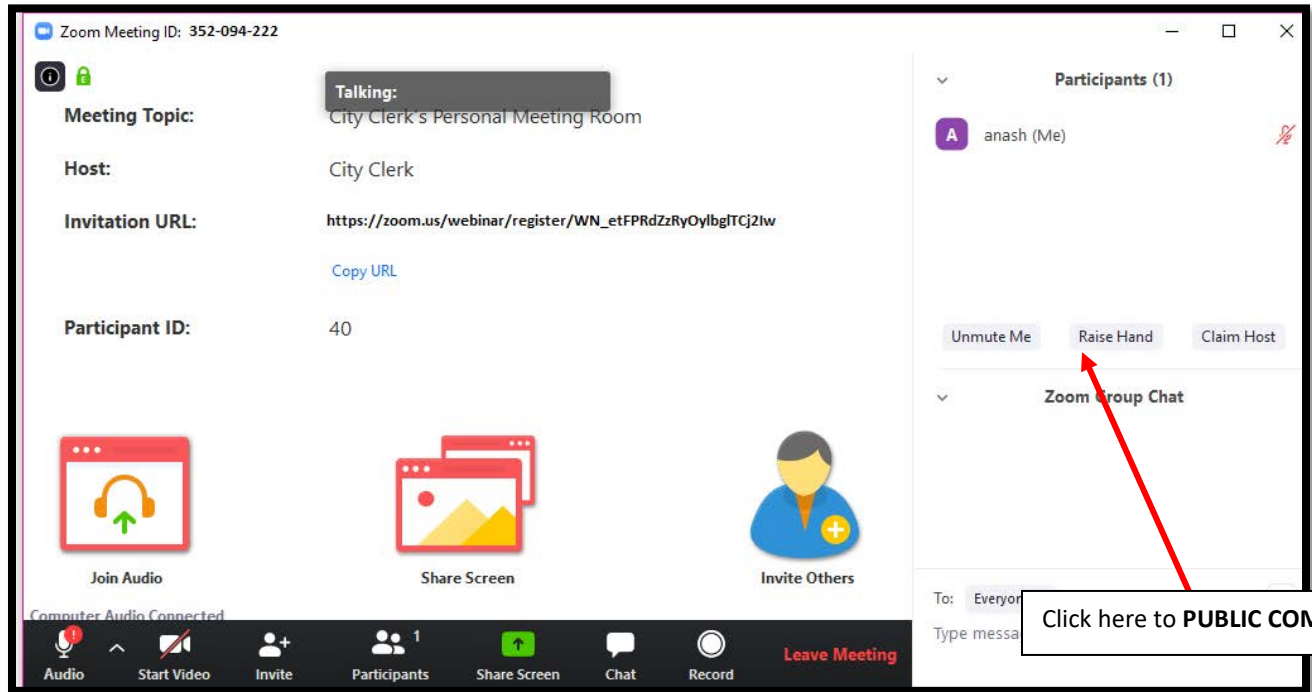 Zoom Meeting ID: 352-094-222
Talking:
Meeting Topic:
City Clerk's Personal Meeting Room
Host:
City Clerk
Invitation URL:
https://zoom.us/webinar/register/WN_etFPRdZzRyOylbglTCj2Iw
Copy URL
Participant ID:
40
Join Audio
Share Screen
Invite Others
Computer Audio Connected
Audio
Start Video
Invite
1
Participants
Share Screen
Chat
Record
Leave Meeting
Participants (1)
A
anash (Me)
Unmute Me
Raise Hand
Claim Host
Zoom Group Chat
To:
Click here to PUBLIC
Type